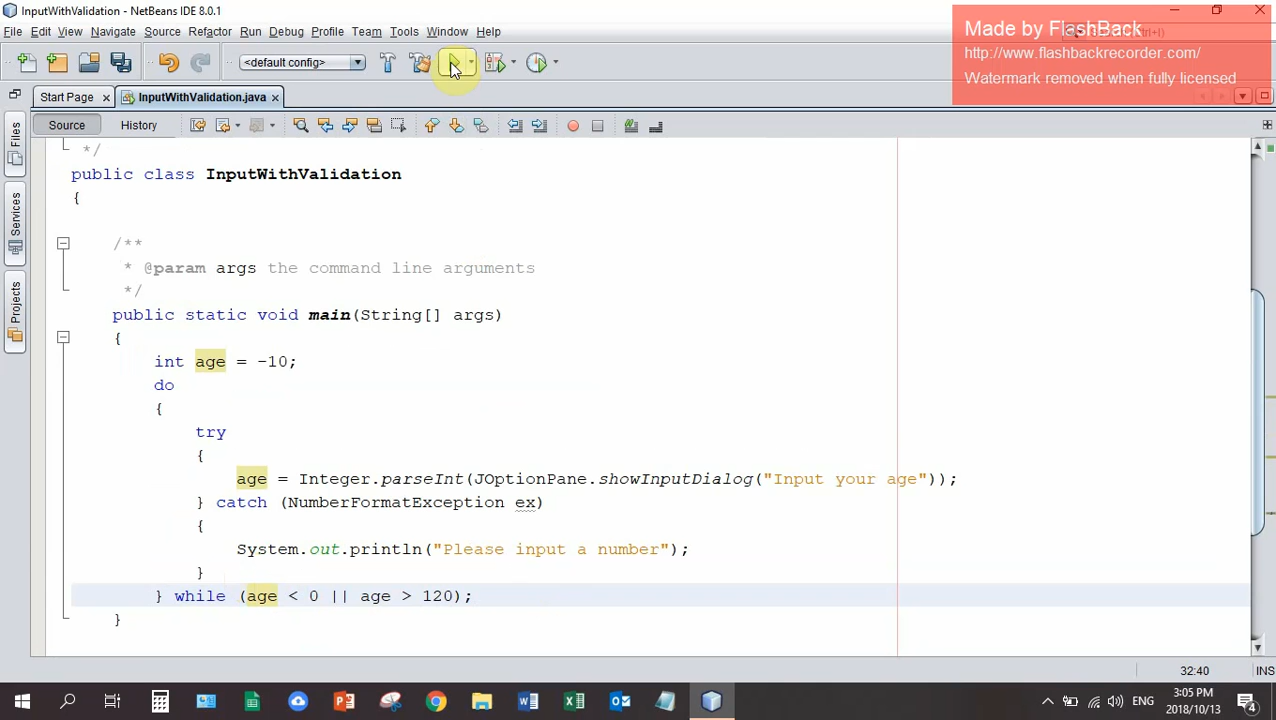 InputWithValidation - NetBeans IDE 8.0.1
File Edit View Navigate Source Refactor Run Debug Profile Team Tools Window Help
Made by FlashBack
http://www.flashbackrecorder.com/
Watermark removed when fully licensed
<default config>
Start Page InputWithValidation.java
Source History
Files
Services
Projects
*/
public class InputWithValidation
{
/**
* @param args the command line arguments
*/
public static void main(String[] args)
{
int age = -10;
do
{
try
{
age = Integer.parseInt(JOptionPane.showInputDialog("Input your age"));
} catch (NumberFormatException ex)
{
System.out.println("Please input a number");
}
} while (age < 0 || age > 120);
}
32:40 INS
ENG
3:05 PM
2018/10/13
4